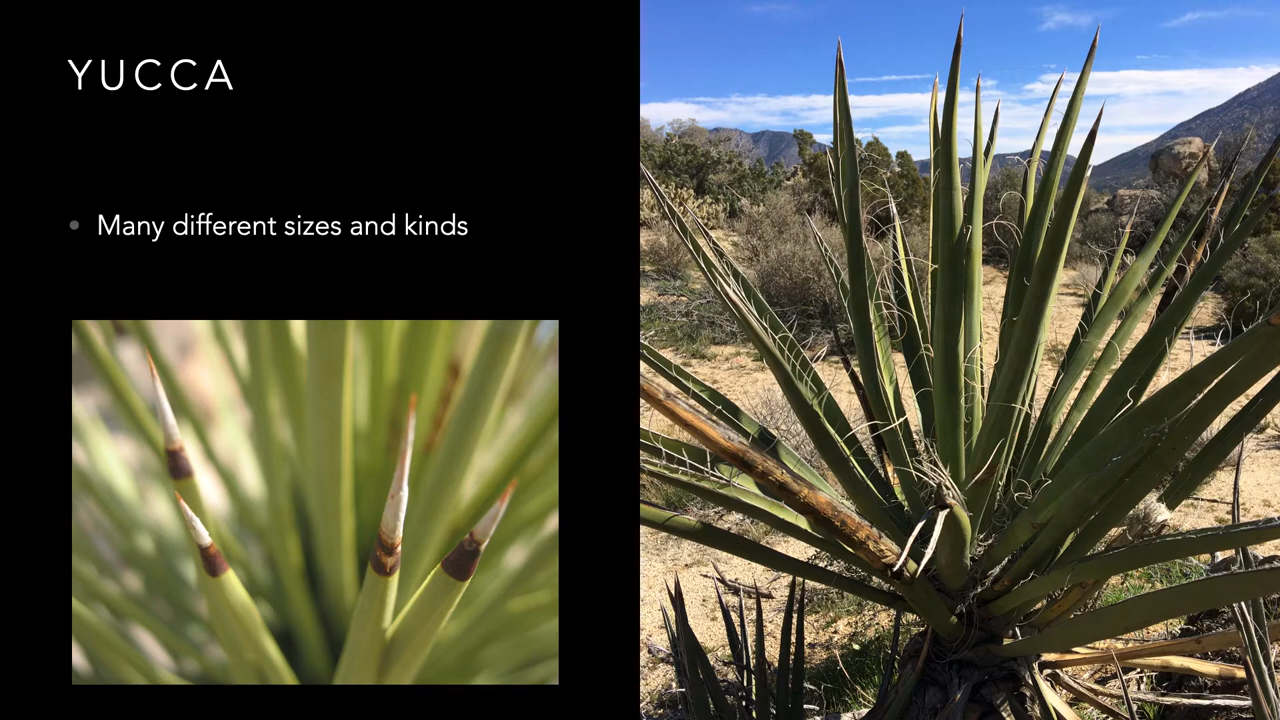 YUCCA
• Many different sizes and kinds